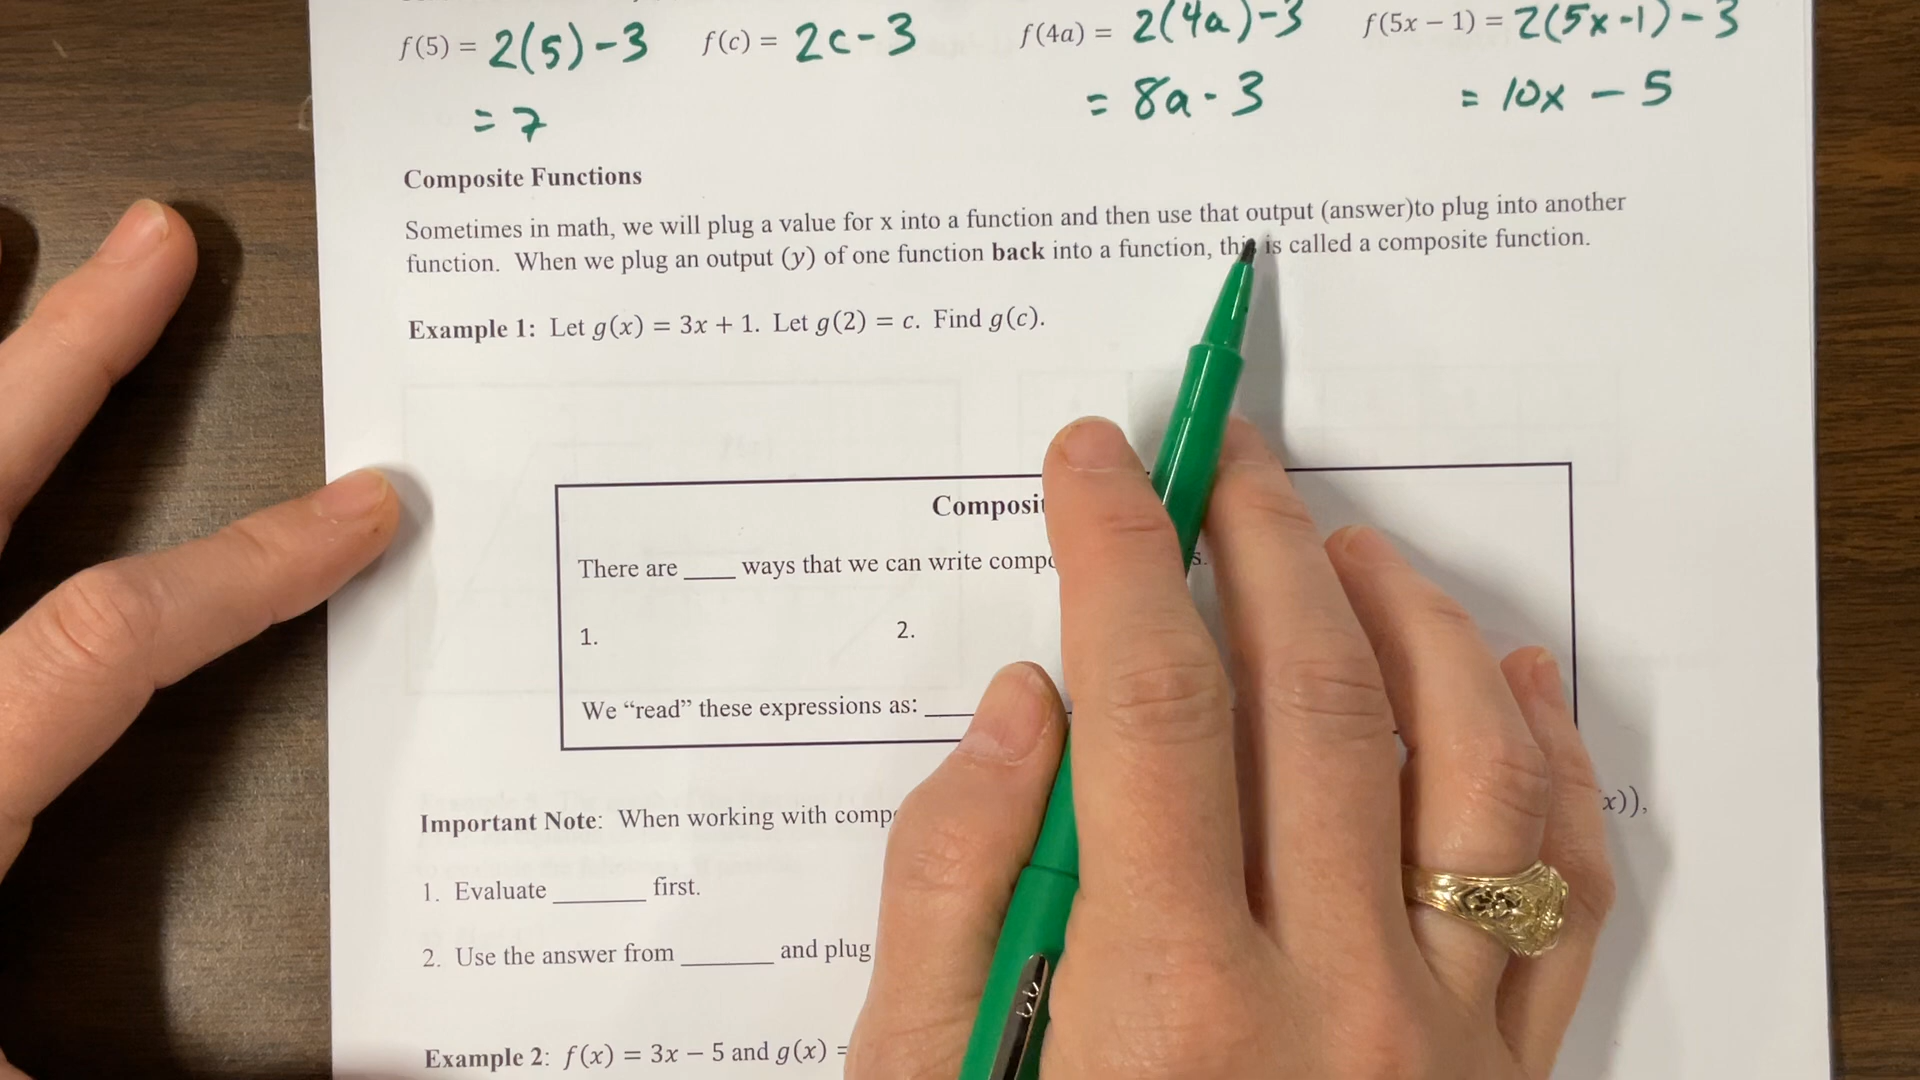 f(5) = 2(5)-3 f(c) = 2c-3 f(4a) = 2(4a)-3 f(5x − 1) = 2(5x-1)-3
= 7 = 8a-3 = 10x - 5
Composite Functions
Sometimes in math, we will plug a value for x into a function and then use that output (answer)to plug into another
function. When we plug an output (y) of one function back into a function, this is called a composite function.
Example 1: Let g(x) = 3x + 1. Let g(2) = c. Find g(c).
There are ____ ways that we can write
1. 2.
We “read” these expressions as: ____
Important Note: When working with x)),
1. Evaluate ______ first.
2. Use the answer from ______ and plug
Example 2: f(x) = 3x − 5 and g(x) =